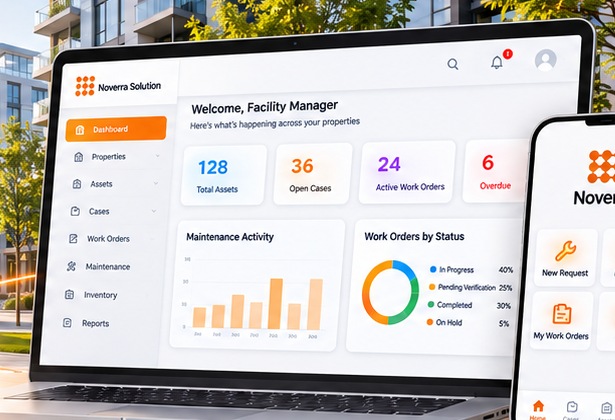 Noverra Solution
Welcome, Facility Manager
Here's what's happening across your properties
Dashboard
Properties
Assets
Cases
Work Orders
Maintenance
Inventory
Reports
128
Total Assets
36
Open Cases
24
Active Work Orders
6
Overdue
Maintenance Activity
Work Orders by Status
In Progress 40%
Pending Verification 25%
Completed 30%
On Hold 5%
Nover
New Request
My Work Orders
Home
Cases